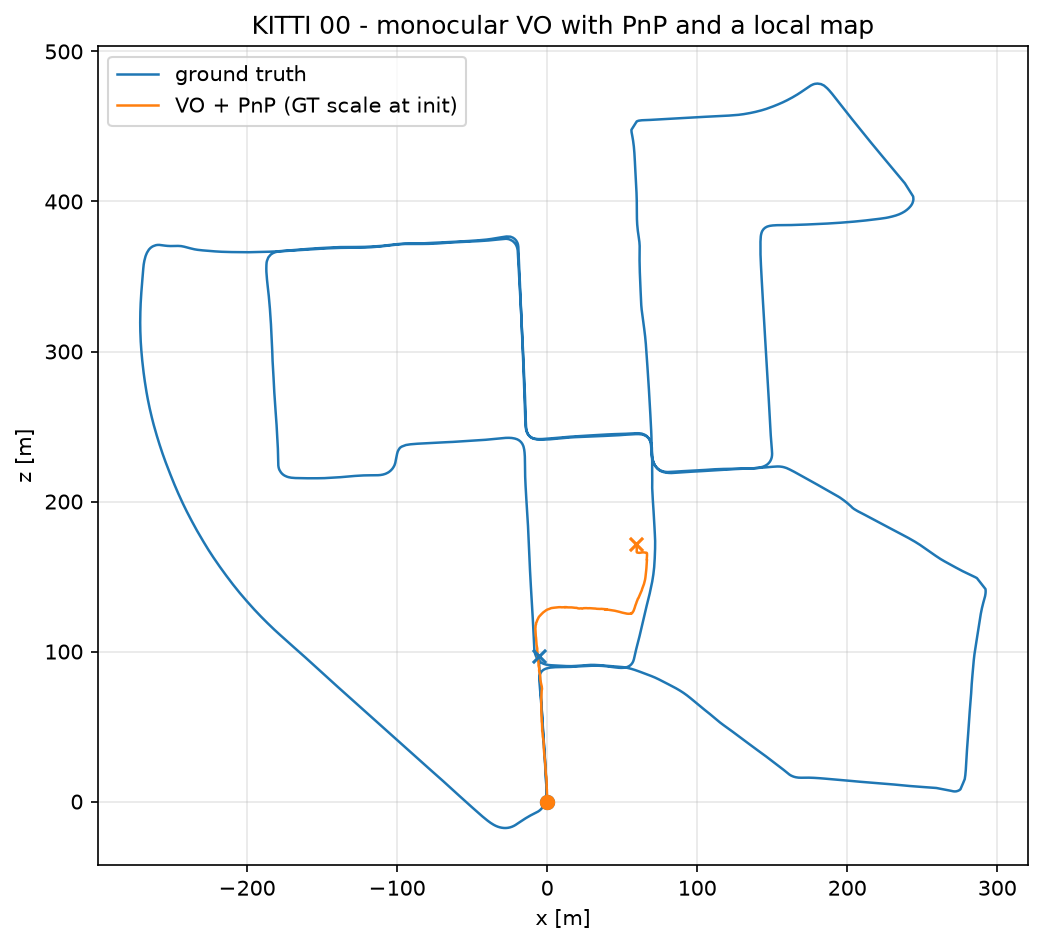 KITTI 00 - monocular VO with PnP and a local map
ground truth
VO + PnP (GT scale at init)
500
400
300
200
100
0
z [m]
−200 −100 0 100 200 300
x [m]